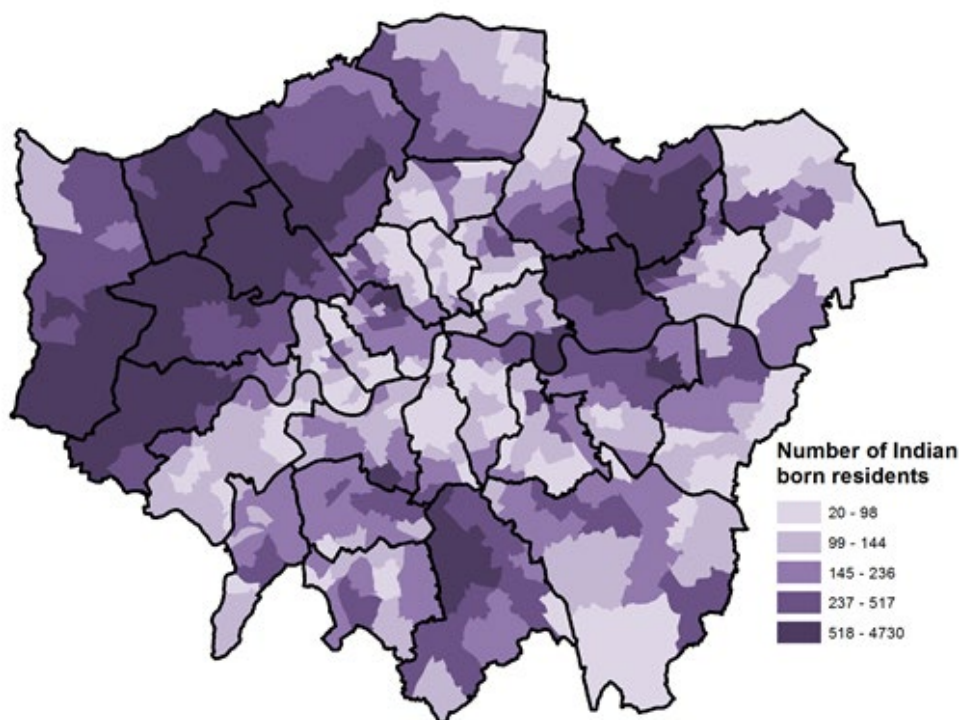 Number of Indian
born residents
20 - 98
99 - 144
145 - 236
237 - 517
518 - 4730